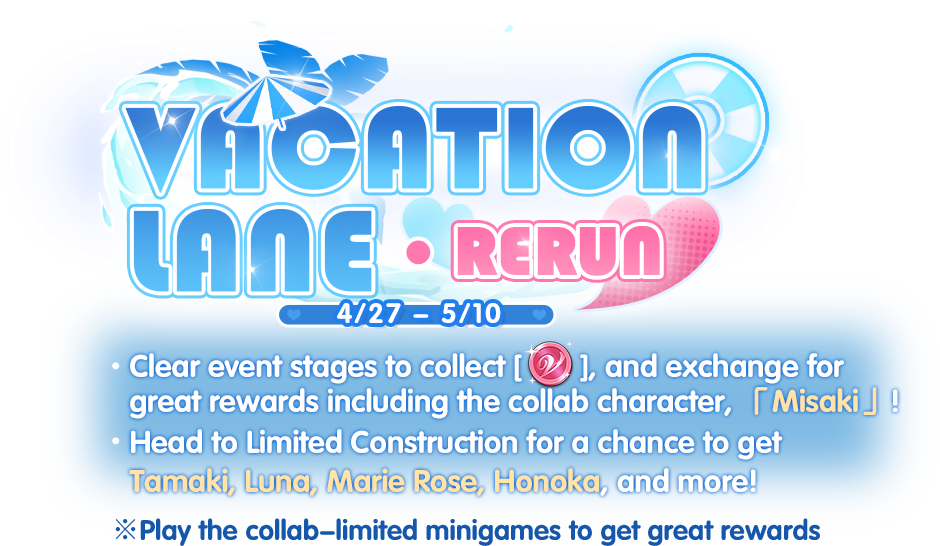 VACATION
LANE • RERUN
4/27 – 5/10
• Clear event stages to collect [ ], and exchange for
great rewards including the collab character, 「Misaki」!
• Head to Limited Construction for a chance to get
Tamaki, Luna, Marie Rose, Honoka, and more!
※Play the collab–limited minigames to get great rewards